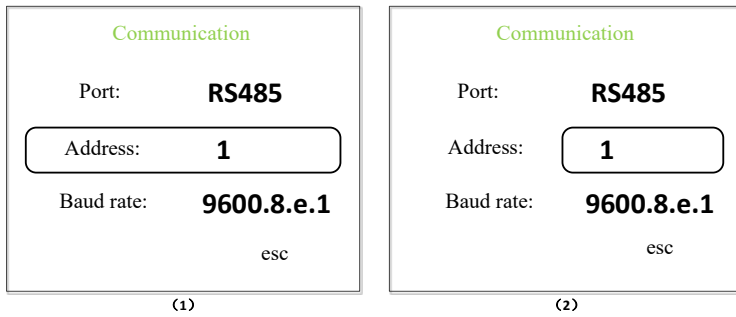 Communication
Port: RS485
Address: 1
Baud rate: 9600.8.e.1
esc
(1)
Communication
Port: RS485
Address: 1
Baud rate: 9600.8.e.1
esc
(2)